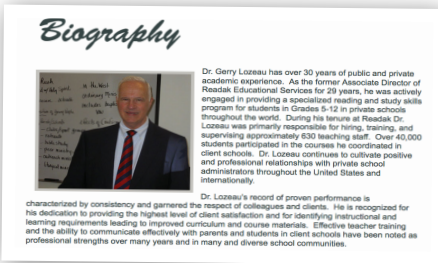 Biography
Dr. Gerry Lozeau has over 30 years of public and private
academic experience. As the former Associate Director of
Readak Educational Services for 29 years, he was actively
engaged in providing a specialized reading and study skills
program for students in Grades 5-12 in private schools
throughout the world. During his tenure at Readak Dr.
Lozeau was primarily responsible for hiring, training, and
supervising approximately 630 teaching staff. Over 40,000
students participated in the courses he coordinated in
client schools. Dr. Lozeau continues to cultivate positive
and professional relationships with private school
administrators throughout the United States and
internationally.
Dr. Lozeau's record of proven performance is
characterized by consistency and garnered the respect of colleagues and clients. He is recognized for
his dedication to providing the highest level of client satisfaction and for identifying instructional and
learning requirements leading to improved curriculum and course materials. Effective teacher training
and the ability to communicate effectively with parents and students in client schools have been noted as
professional strengths over many years and in many and diverse school communities.
Readak